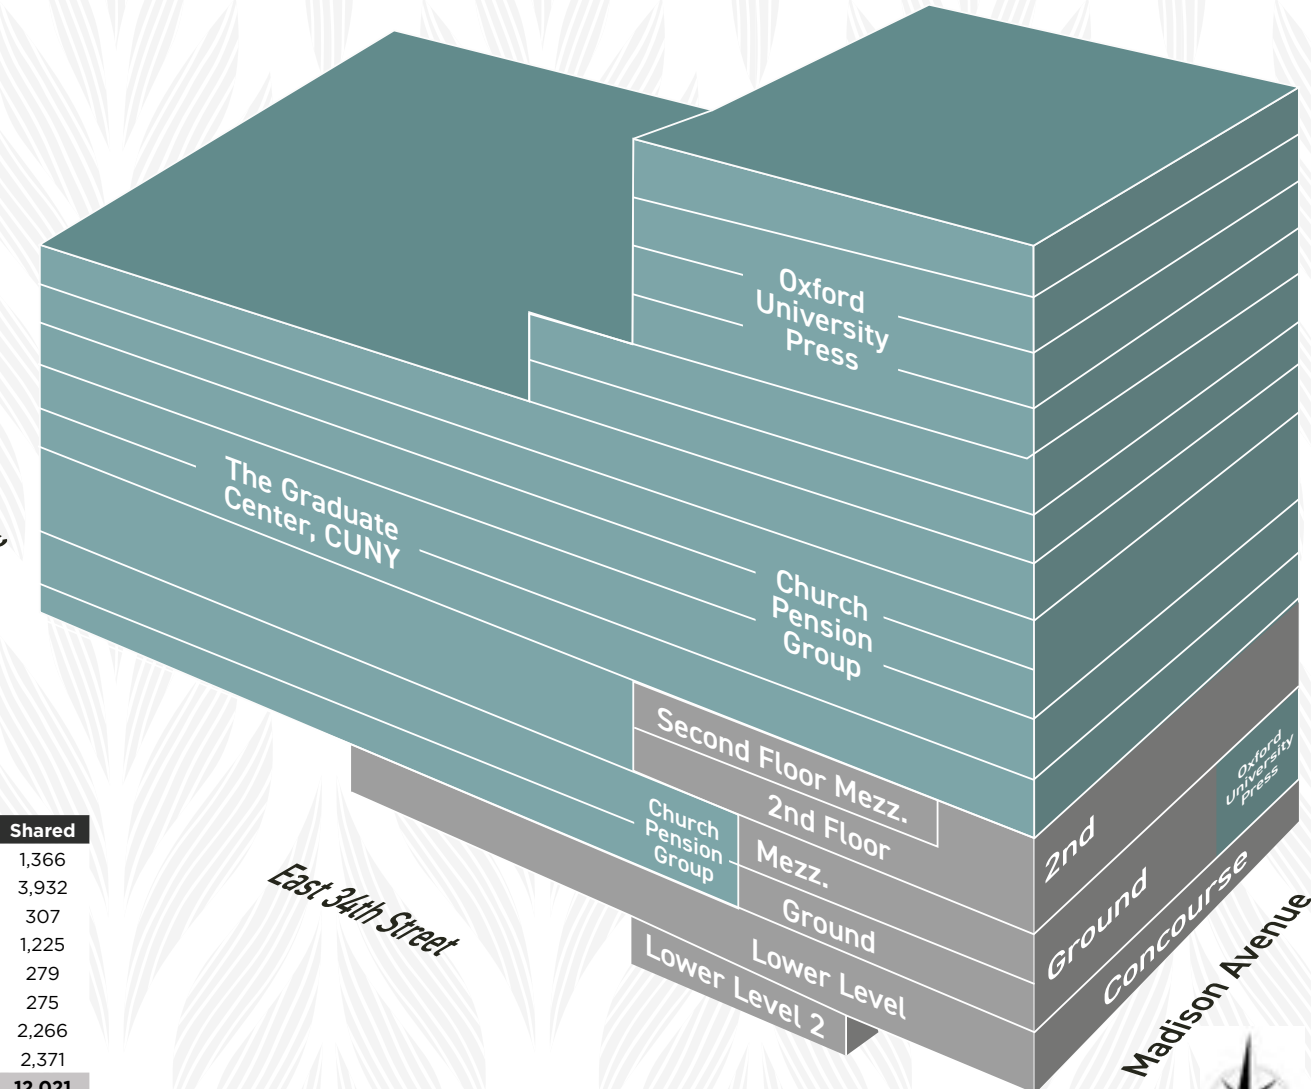 Oxford
University
Press
The Graduate
Center, CUNY
Church
Pension
Group
Second Floor Mezz.
2nd Floor
Church
Pension
Group
Mezz.
Ground
Lower Level
Lower Level 2
2nd
Ground
Concourse
Oxford
University
Press
East 34th Street
Madison Avenue
Shared
1,366
3,932
307
1,225
279
275
2,266
2,371
12,021